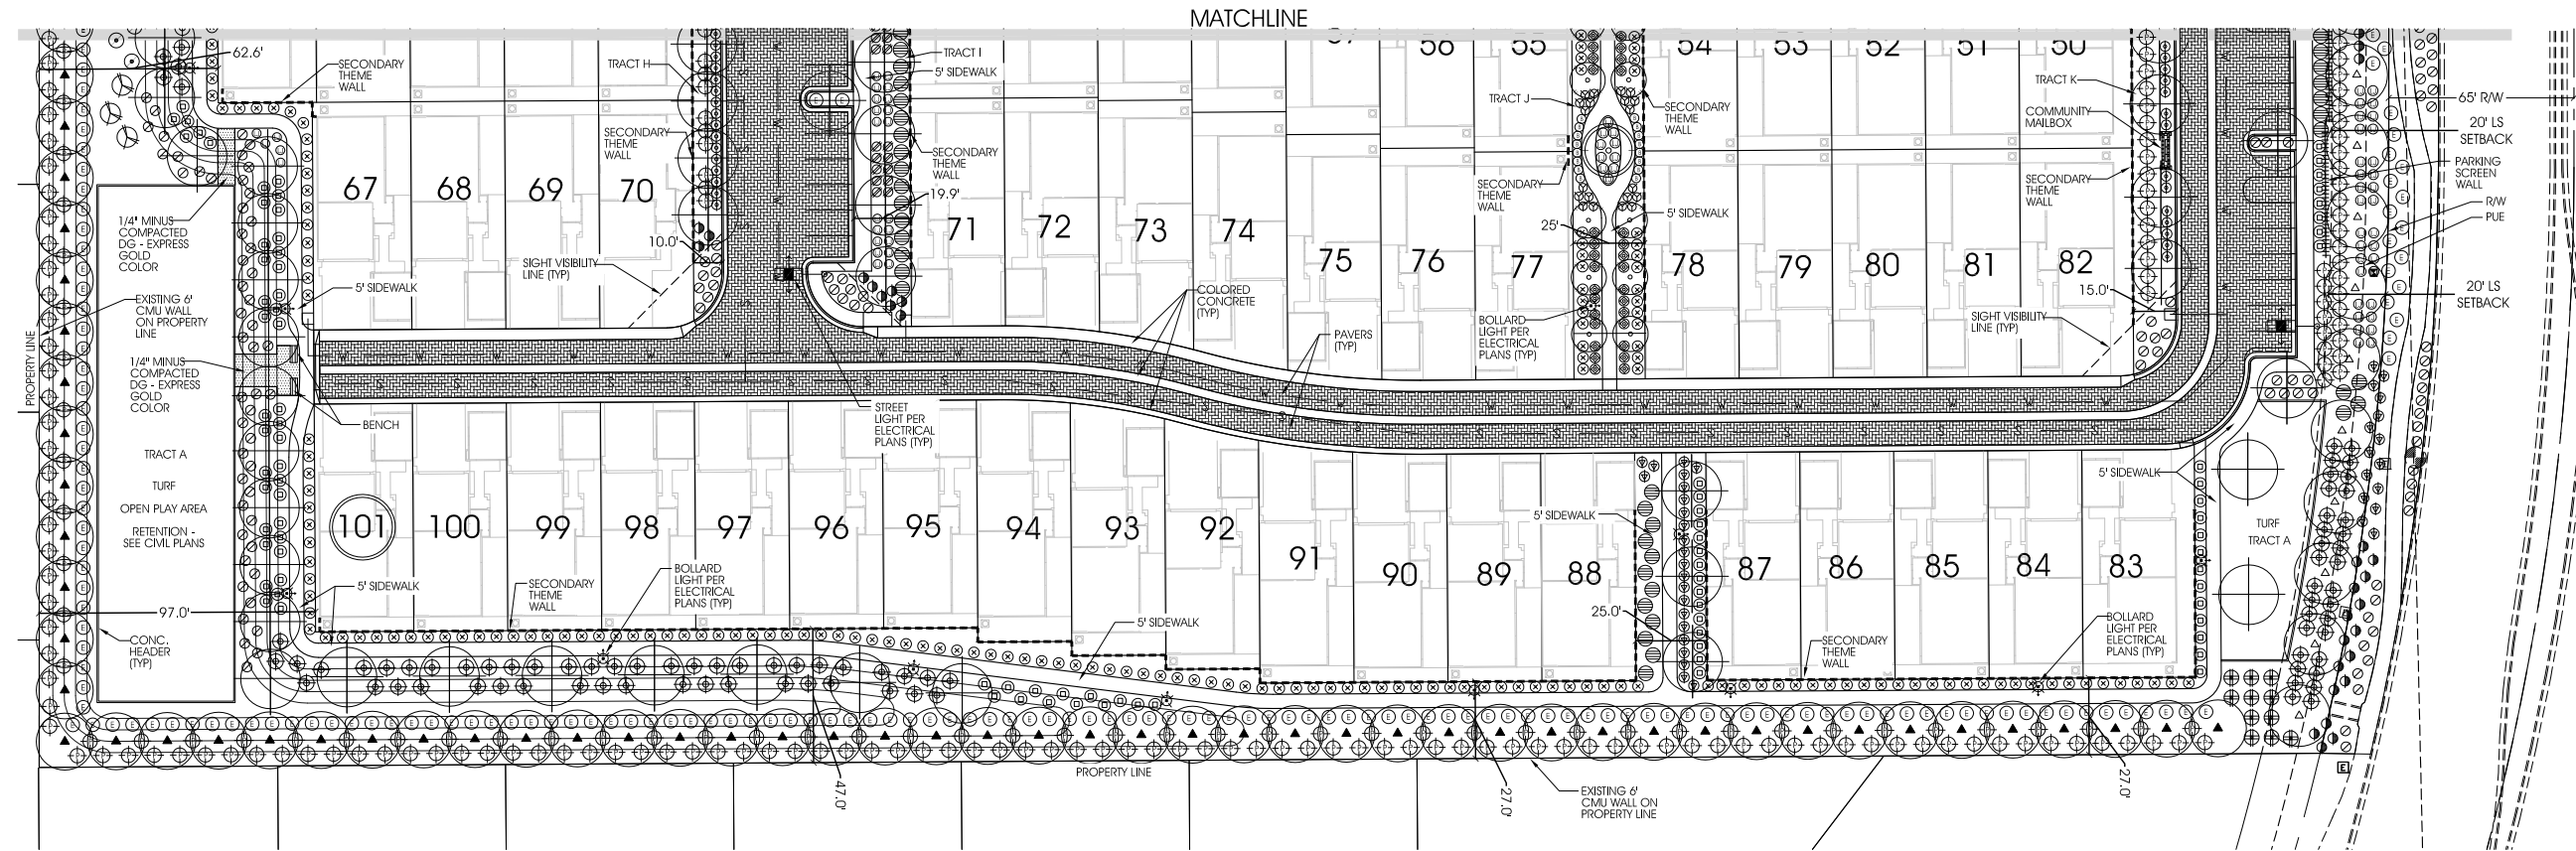 MATCHLINE
62.6'
SECONDARY
THEME
WALL
TRACT H
TRACT I
5' SIDEWALK
56
55
54
53
52
51
50
TRACT J
SECONDARY
THEME
WALL
TRACT K
COMMUNITY
MAILBOX
65' R/W
20' LS
SETBACK
PARKING
SCREEN
WALL
R/W
PUE
20' LS
SETBACK
SECONDARY
THEME
WALL
SECONDARY
THEME
WALL
19.9'
SECONDARY
THEME
WALL
SECONDARY
THEME
WALL
67
68
69
70
71
72
73
74
75
76
77
78
79
80
81
82
1/4" MINUS
COMPACTED
DG - EXPRESS
GOLD
COLOR
10.0'
SIGHT VISIBILITY
LINE (TYP)
25'
5' SIDEWALK
15.0'
SIGHT VISIBILITY
LINE (TYP)
5' SIDEWALK
EXISTING 6'
CMU WALL
ON PROPERTY
LINE
COLORED
CONCRETE
(TYP)
PAVERS
(TYP)
BOLLARD
LIGHT PER
ELECTRICAL
PLANS (TYP)
PROPERTY LINE
1/4" MINUS
COMPACTED
DG - EXPRESS
GOLD
COLOR
BENCH
STREET
LIGHT PER
ELECTRICAL
PLANS (TYP)
TRACT A
TURF
OPEN PLAY AREA
RETENTION -
SEE CIVIL PLANS
5' SIDEWALK
5' SIDEWALK
TURF
TRACT A
101
100
99
98
97
96
95
94
93
92
91
90
89
88
87
86
85
84
83
5' SIDEWALK
SECONDARY
THEME
WALL
BOLLARD
LIGHT PER
ELECTRICAL
PLANS (TYP)
97.0'
CONC.
HEADER
(TYP)
5' SIDEWALK
25.0'
SECONDARY
THEME
WALL
BOLLARD
LIGHT PER
ELECTRICAL
PLANS (TYP)
PROPERTY LINE
47.0'
27.0'
EXISTING 6'
CMU WALL ON
PROPERTY LINE
27.0'
E